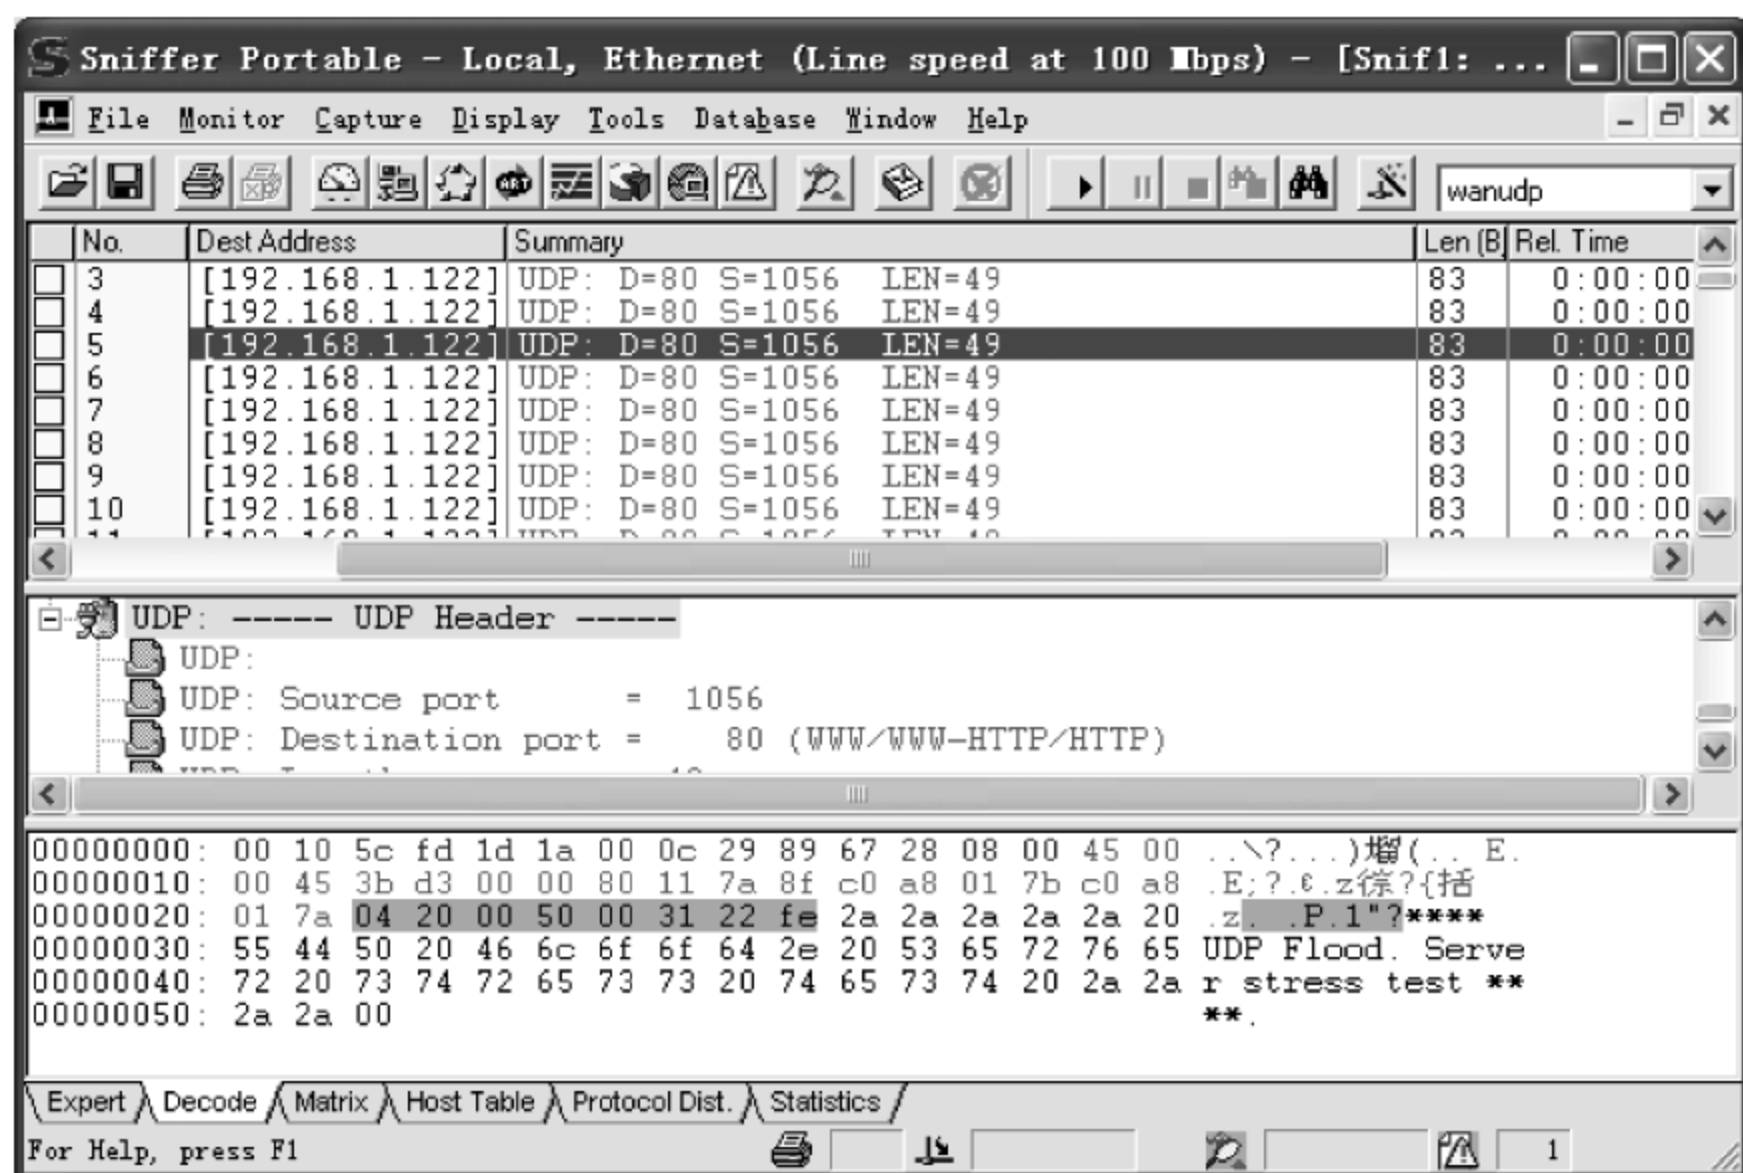 Sniffer Portable - Local, Ethernet (Line speed at 100 Mbps) - [Snif1: ...
File Monitor Capture Display Tools Database Window Help
wanudp
No. Dest Address Summary Len (B Rel. Time
3 [192.168.1.122] UDP: D=80 S=1056 LEN=49 83 0:00:00
4 [192.168.1.122] UDP: D=80 S=1056 LEN=49 83 0:00:00
5 [192.168.1.122] UDP: D=80 S=1056 LEN=49 83 0:00:00
6 [192.168.1.122] UDP: D=80 S=1056 LEN=49 83 0:00:00
7 [192.168.1.122] UDP: D=80 S=1056 LEN=49 83 0:00:00
8 [192.168.1.122] UDP: D=80 S=1056 LEN=49 83 0:00:00
9 [192.168.1.122] UDP: D=80 S=1056 LEN=49 83 0:00:00
10 [192.168.1.122] UDP: D=80 S=1056 LEN=49 83 0:00:00
UDP: ----- UDP Header -----
UDP:
UDP: Source port = 1056
UDP: Destination port = 80 (WWW/WWW-HTTP/HTTP)
00000000: 00 10 5c fd 1d 1a 00 0c 29 89 67 28 08 00 45 00 ..\?...)塯(.. E.
00000010: 00 45 3b d3 00 00 80 11 7a 8f c0 a8 01 7b c0 a8 .E;?.€.z徖?{括
00000020: 01 7a 04 20 00 50 00 31 22 fe 2a 2a 2a 2a 2a 20 .z. .P.1"?****
00000030: 55 44 50 20 46 6c 6f 6f 64 2e 20 53 65 72 76 65 UDP Flood. Serve
00000040: 72 20 73 74 72 65 73 73 20 74 65 73 74 20 2a 2a r stress test **
00000050: 2a 2a 00 **.
Expert Decode Matrix Host Table Protocol Dist. Statistics
For Help, press F1 1